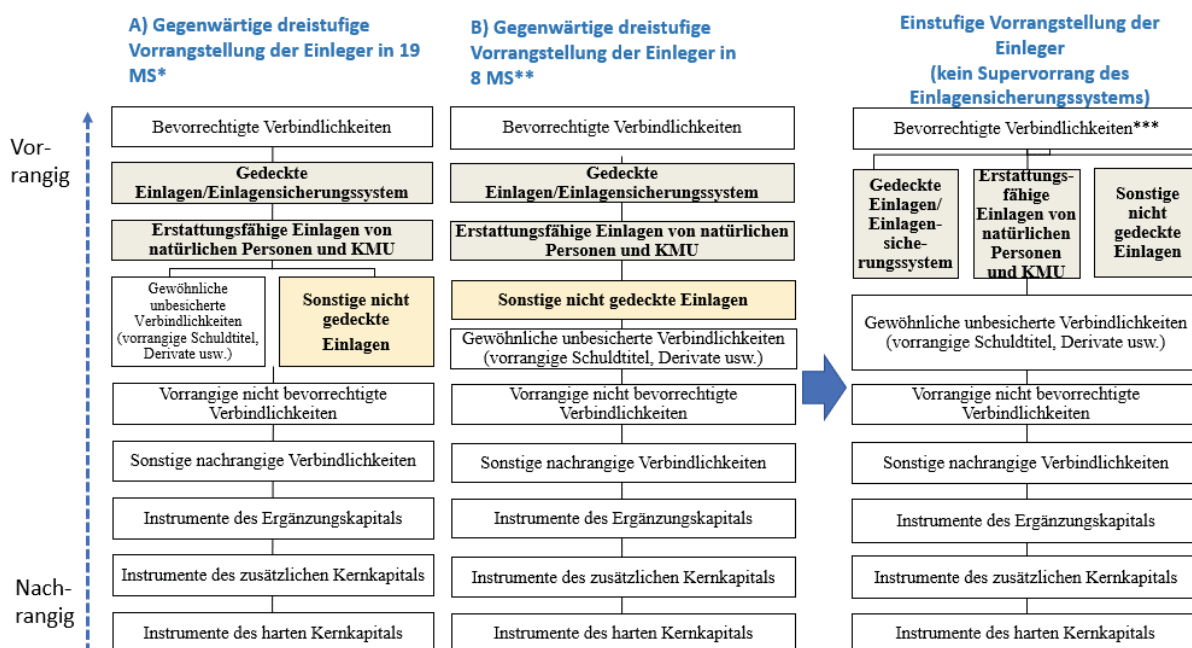 A) Gegenwärtige dreistufige
Vorrangstellung der Einleger in 19
MS*
Vor-
rangig
Nach-
rangig
Bevorrechtigte Verbindlichkeiten
Gedeckte
Einlagen/Einlagensicherungssystem
Erstattungsfähige Einlagen von
natürlichen Personen und KMU
Gewöhnliche
unbesicherte
Verbindlichkeiten
(vorrangige Schuldtitel,
Derivate usw.)
Sonstige nicht
gedeckte
Einlagen
Vorrangige nicht bevorrechtigte
Verbindlichkeiten
Sonstige nachrangige Verbindlichkeiten
Instrumente des Ergänzungskapitals
Instrumente des zusätzlichen Kernkapitals
Instrumente des harten Kernkapitals
B) Gegenwärtige dreistufige
Vorrangstellung der Einleger in
8 MS**
Bevorrechtigte Verbindlichkeiten
Gedeckte
Einlagen/Einlagensicherungssystem
Erstattungsfähige Einlagen von natürlichen
Personen und KMU
Sonstige nicht gedeckte Einlagen
Gewöhnliche unbesicherte Verbindlichkeiten
(vorrangige Schuldtitel, Derivate usw.)
Vorrangige nicht bevorrechtigte
Verbindlichkeiten
Sonstige nachrangige Verbindlichkeiten
Instrumente des Ergänzungskapitals
Instrumente des zusätzlichen Kernkapitals
Instrumente des harten Kernkapitals
Einstufige Vorrangstellung der
Einleger
(kein Supervorrang des
Einlagensicherungssystems)
Bevorrechtigte Verbindlichkeiten***
Gedeckte
Einlagen/
Einlagen-
siche-
rungssystem
Erstattungs-
fähige
Einlagen von
natürlichen
Personen
und KMU
Sonstige
nicht
gedeckte
Einlagen
Gewöhnliche unbesicherte Verbindlichkeiten
(vorrangige Schuldtitel, Derivate usw.)
Vorrangige nicht bevorrechtigte
Verbindlichkeiten
Sonstige nachrangige Verbindlichkeiten
Instrumente des Ergänzungskapitals
Instrumente des zusätzlichen Kernkapitals
Instrumente des harten Kernkapitals